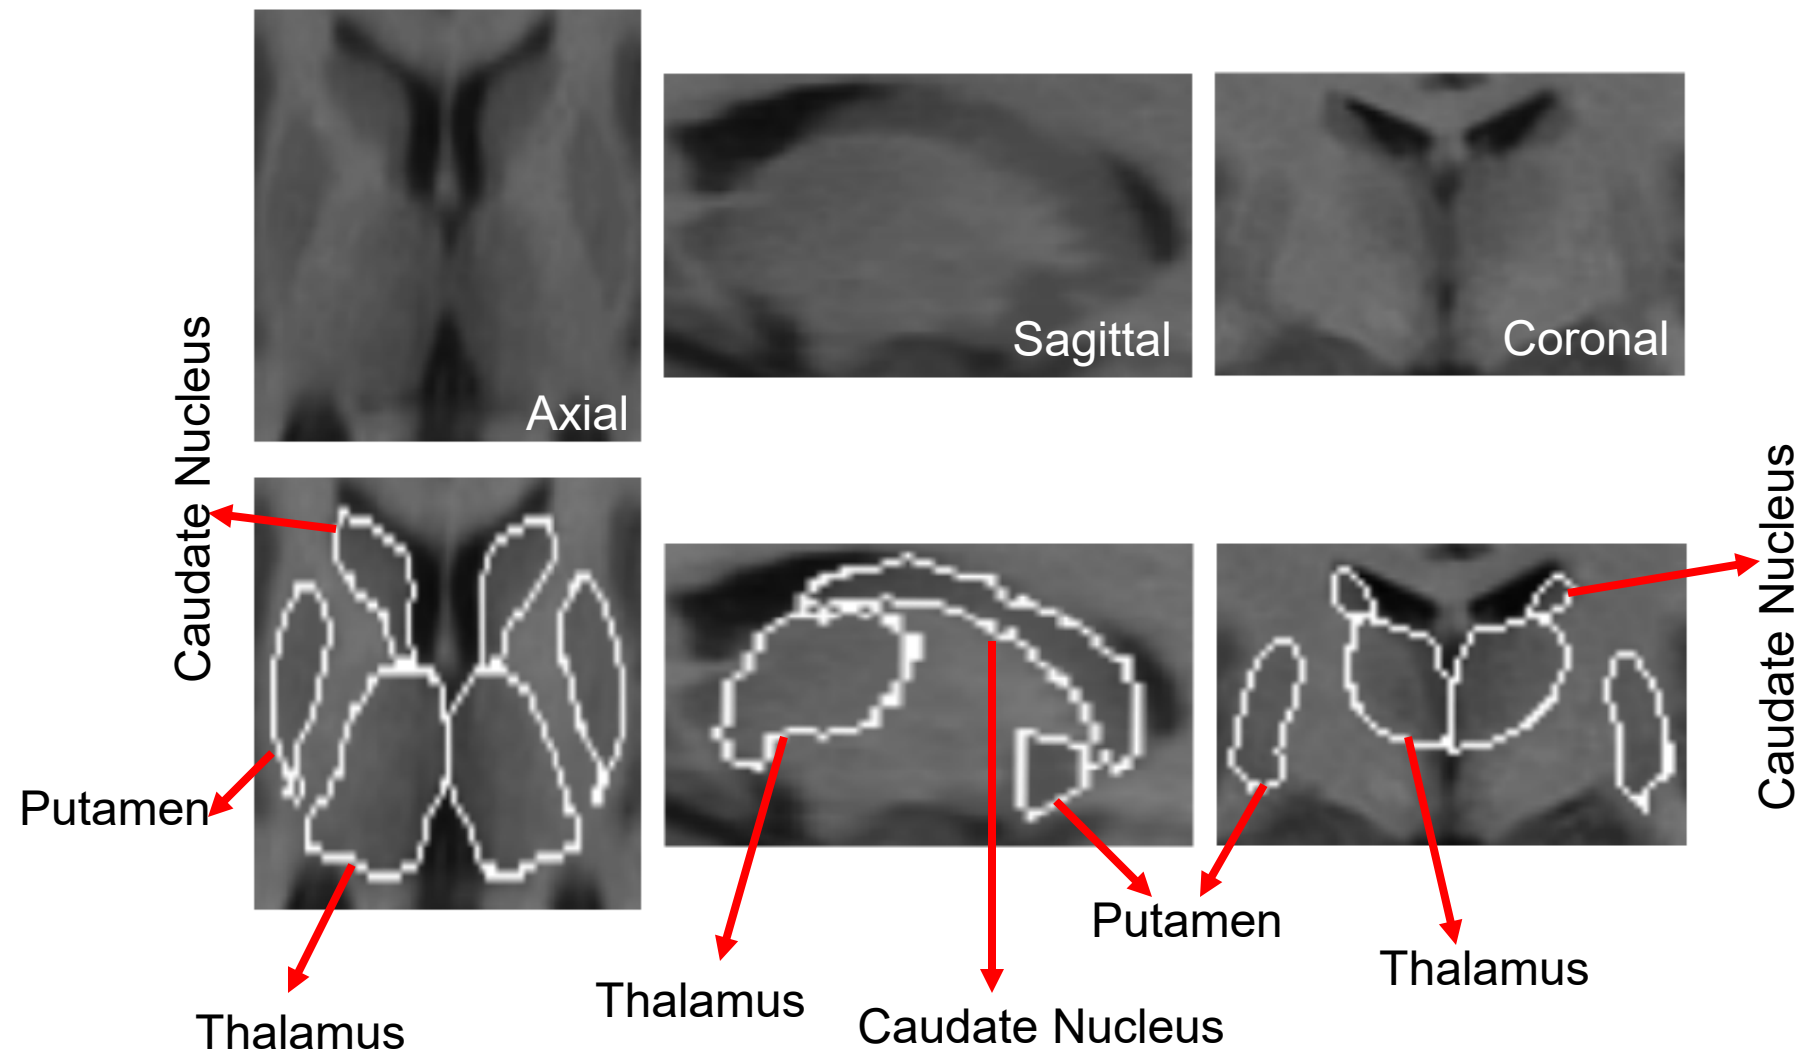 Axial
Sagittal
Coronal
Caudate Nucleus
Caudate Nucleus
Putamen
Putamen
Thalamus
Thalamus
Thalamus
Caudate Nucleus